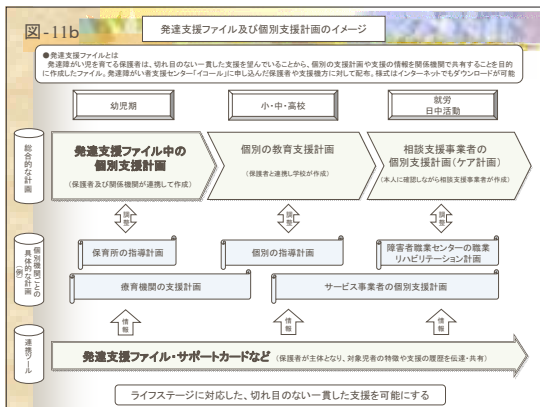 図-11b
発達支援ファイル及び個別支援計画のイメージ
●発達支援ファイルとは
発達障がい児を育てる保護者は、切れ目のない一貫した支援を望んでいることから、個別の支援計画や支援の情報を関係機関で共有することを目的
に作成したファイル。発達障がい者支援センター「イコール」に申し込んだ保護者や支援機方に対して配布。様式はインターネットでもダウンロードが可能
幼児期
小・中・高校
就労
日中活動
総合的な計画
発達支援ファイル中の
個別支援計画
(保護者及び関係機関が連携して作成)
個別の教育支援計画
(保護者と連携し学校が作成)
相談支援事業者の
個別支援計画(ケア計画)
(本人に確認しながら相談支援事業者が作成)
調整
調整
調整
個別機関ごとの
具体的な計画
(例)
保育所の指導計画
個別の指導計画
障害者職業センターの職業
リハビリテーション計画
療育機関の支援計画
サービス事業者の個別支援計画
情報
情報
情報
連携ツール
発達支援ファイル・サポートカードなど (保護者が主体となり、対象児者の特徴や支援の履歴を伝達・共有)
ライフステージに対応した、切れ目のない一貫した支援を可能にする